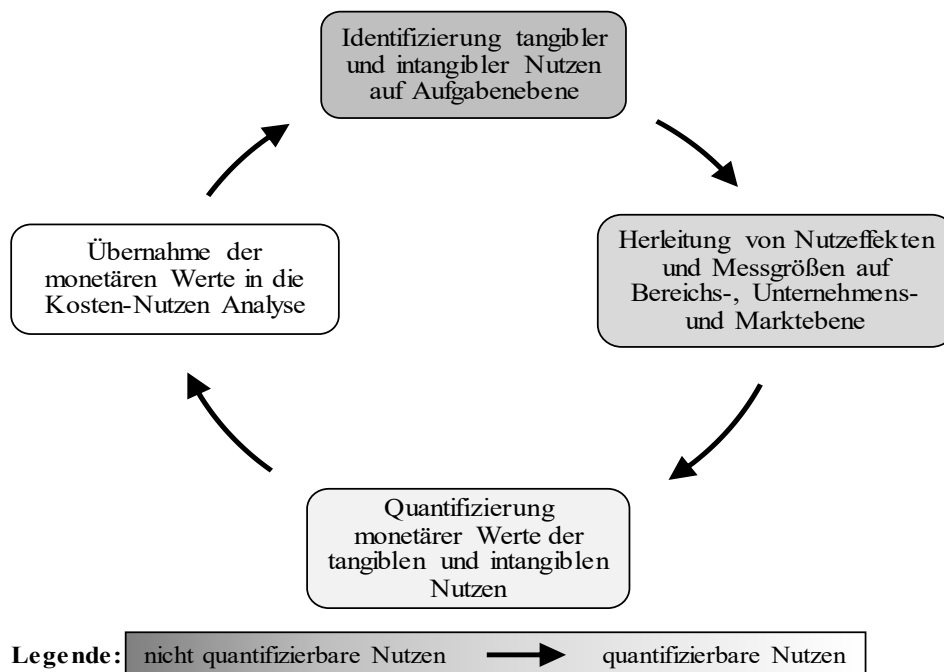 Identifizierung tangibler
und intangibler Nutzen
auf Aufgabenebene
Herleitung von Nutzeffekten
und Messgrößen auf
Bereichs-, Unternehmens-
und Marktebene
Quantifizierung
monetärer Werte der
tangiblen und intangiblen
Nutzen
Übernahme der
monetären Werte in die
Kosten-Nutzen Analyse
Legende: nicht quantifizierbare Nutzen quantifizierbare Nutzen